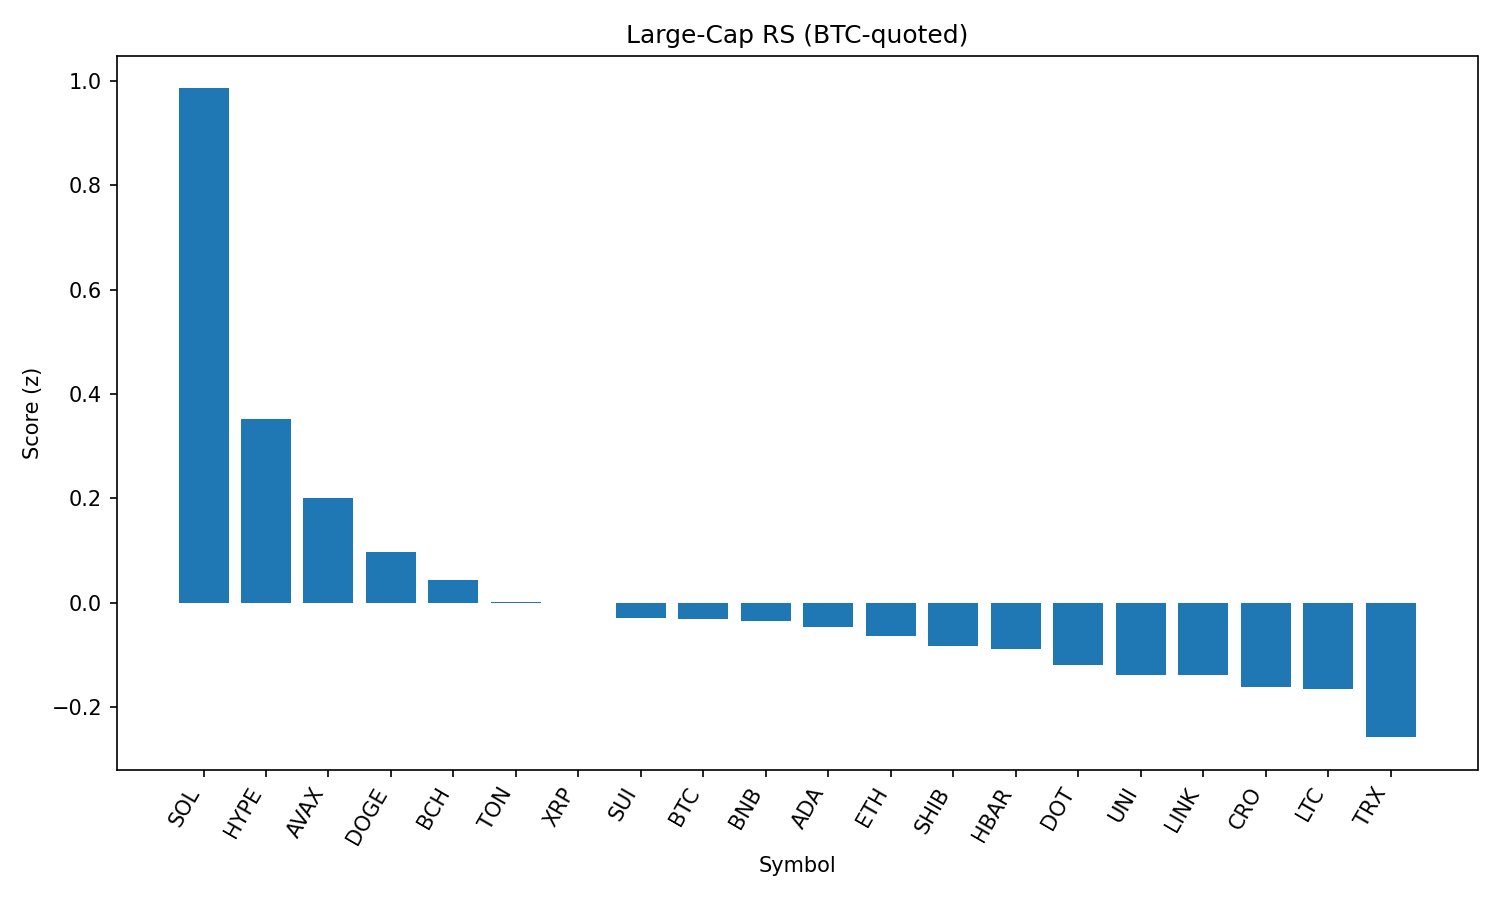 Large-Cap RS (BTC-quoted)
Score (z)
1.0
0.8
0.6
0.4
0.2
0.0
−0.2
SOL
HYPE
AVAX
DOGE
BCH
TON
XRP
SUI
BTC
BNB
ADA
ETH
SHIB
HBAR
DOT
UNI
LINK
CRO
LTC
TRX
Symbol